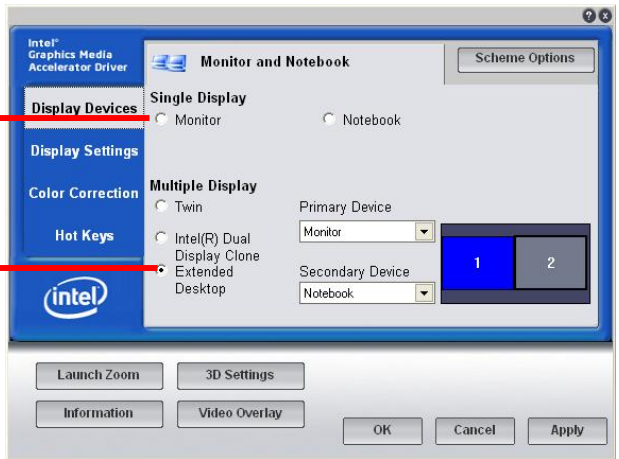 Intel®
Graphics Media
Accelerator Driver
Monitor and Notebook
Scheme Options
Display Devices
Display Settings
Color Correction
Hot Keys
intel
Single Display
Monitor
Notebook
Multiple Display
Twin
Intel(R) Dual
Display Clone
Extended
Desktop
Primary Device
Monitor
Secondary Device
Notebook
1
2
Launch Zoom
3D Settings
Information
Video Overlay
OK
Cancel
Apply